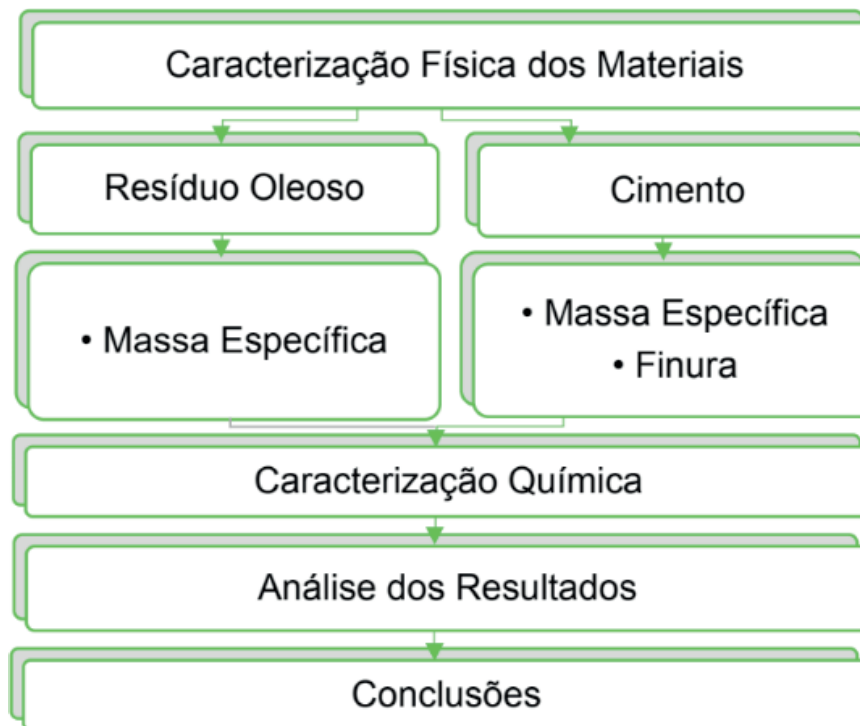 Caracterização Física dos Materiais
Resíduo Oleoso
Cimento
• Massa Específica
• Massa Específica
• Finura
Caracterização Química
Análise dos Resultados
Conclusões